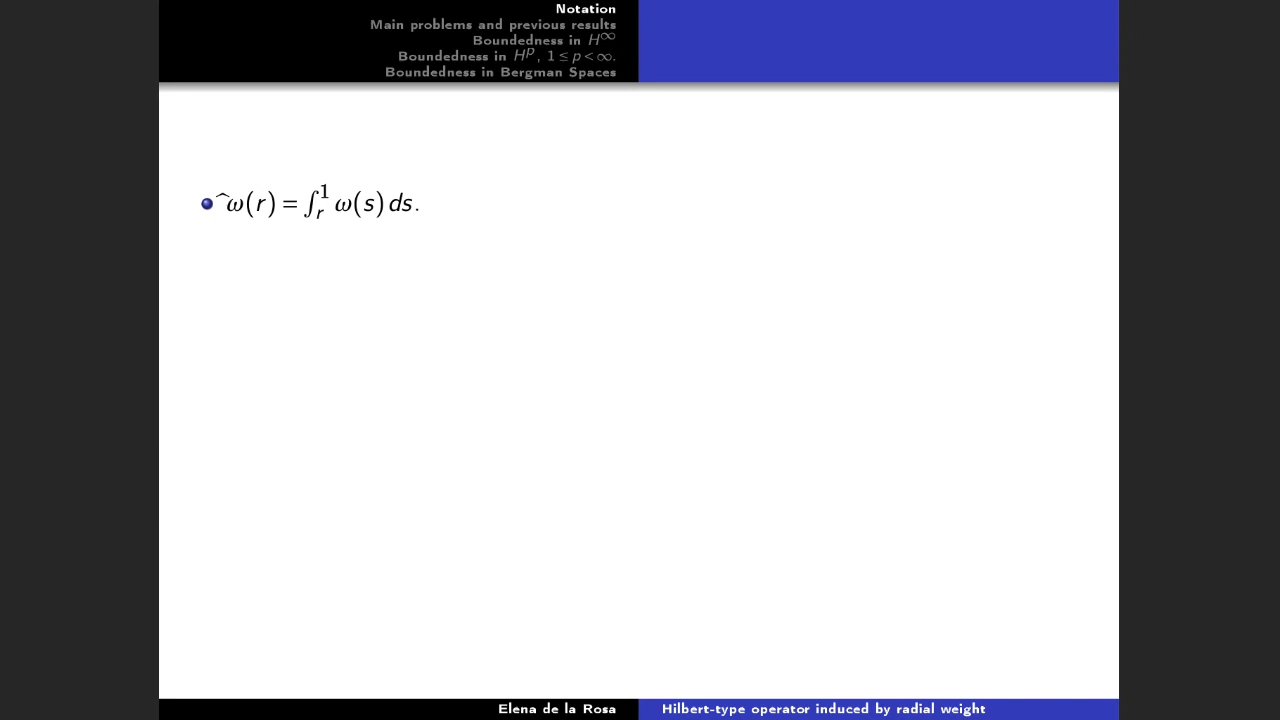 Notation
Main problems and previous results
Boundedness in H^∞
Boundedness in H^p, 1 ≤ p < ∞.
Boundedness in Bergman Spaces
ω̂(r) = ∫_r^1 ω(s) ds.
Elena de la Rosa
Hilbert-type operator induced by radial weight